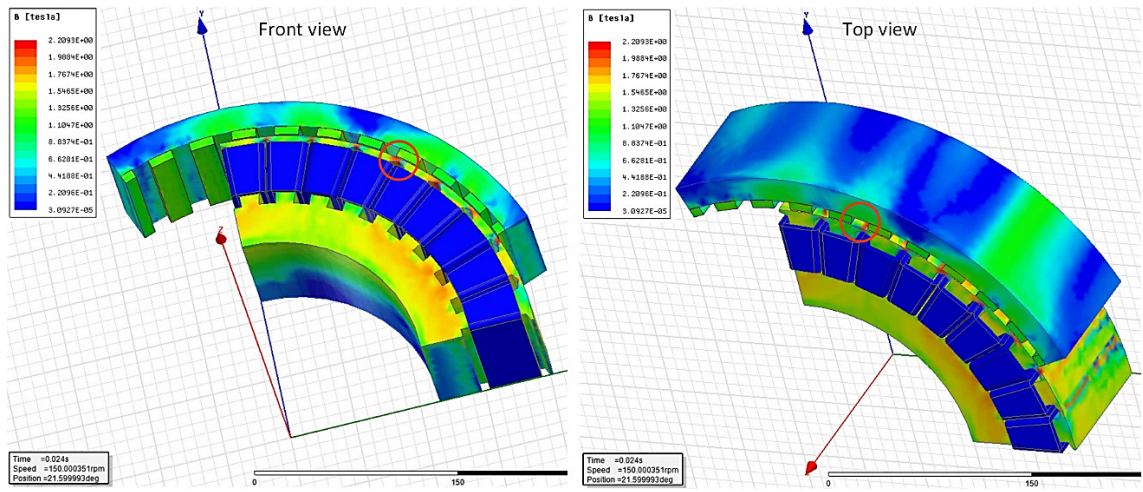 B [tesla]
2.2093E+00
1.9884E+00
1.7674E+00
1.5465E+00
1.3256E+00
1.1047E+00
8.8372E-01
6.6281E-01
4.4188E-01
2.2096E-01
3.0927E-05
Front view
Y
Z
Time =0.024s
Speed =150.000351rpm
Position =21.599993deg
0
150
B [tesla]
2.2093E+00
1.9884E+00
1.7674E+00
1.5465E+00
1.3256E+00
1.1047E+00
8.8372E-01
6.6281E-01
4.4188E-01
2.2096E-01
3.0927E-05
Top view
Time =0.024s
Speed =150.000351rpm
Position =21.599993deg
0
150